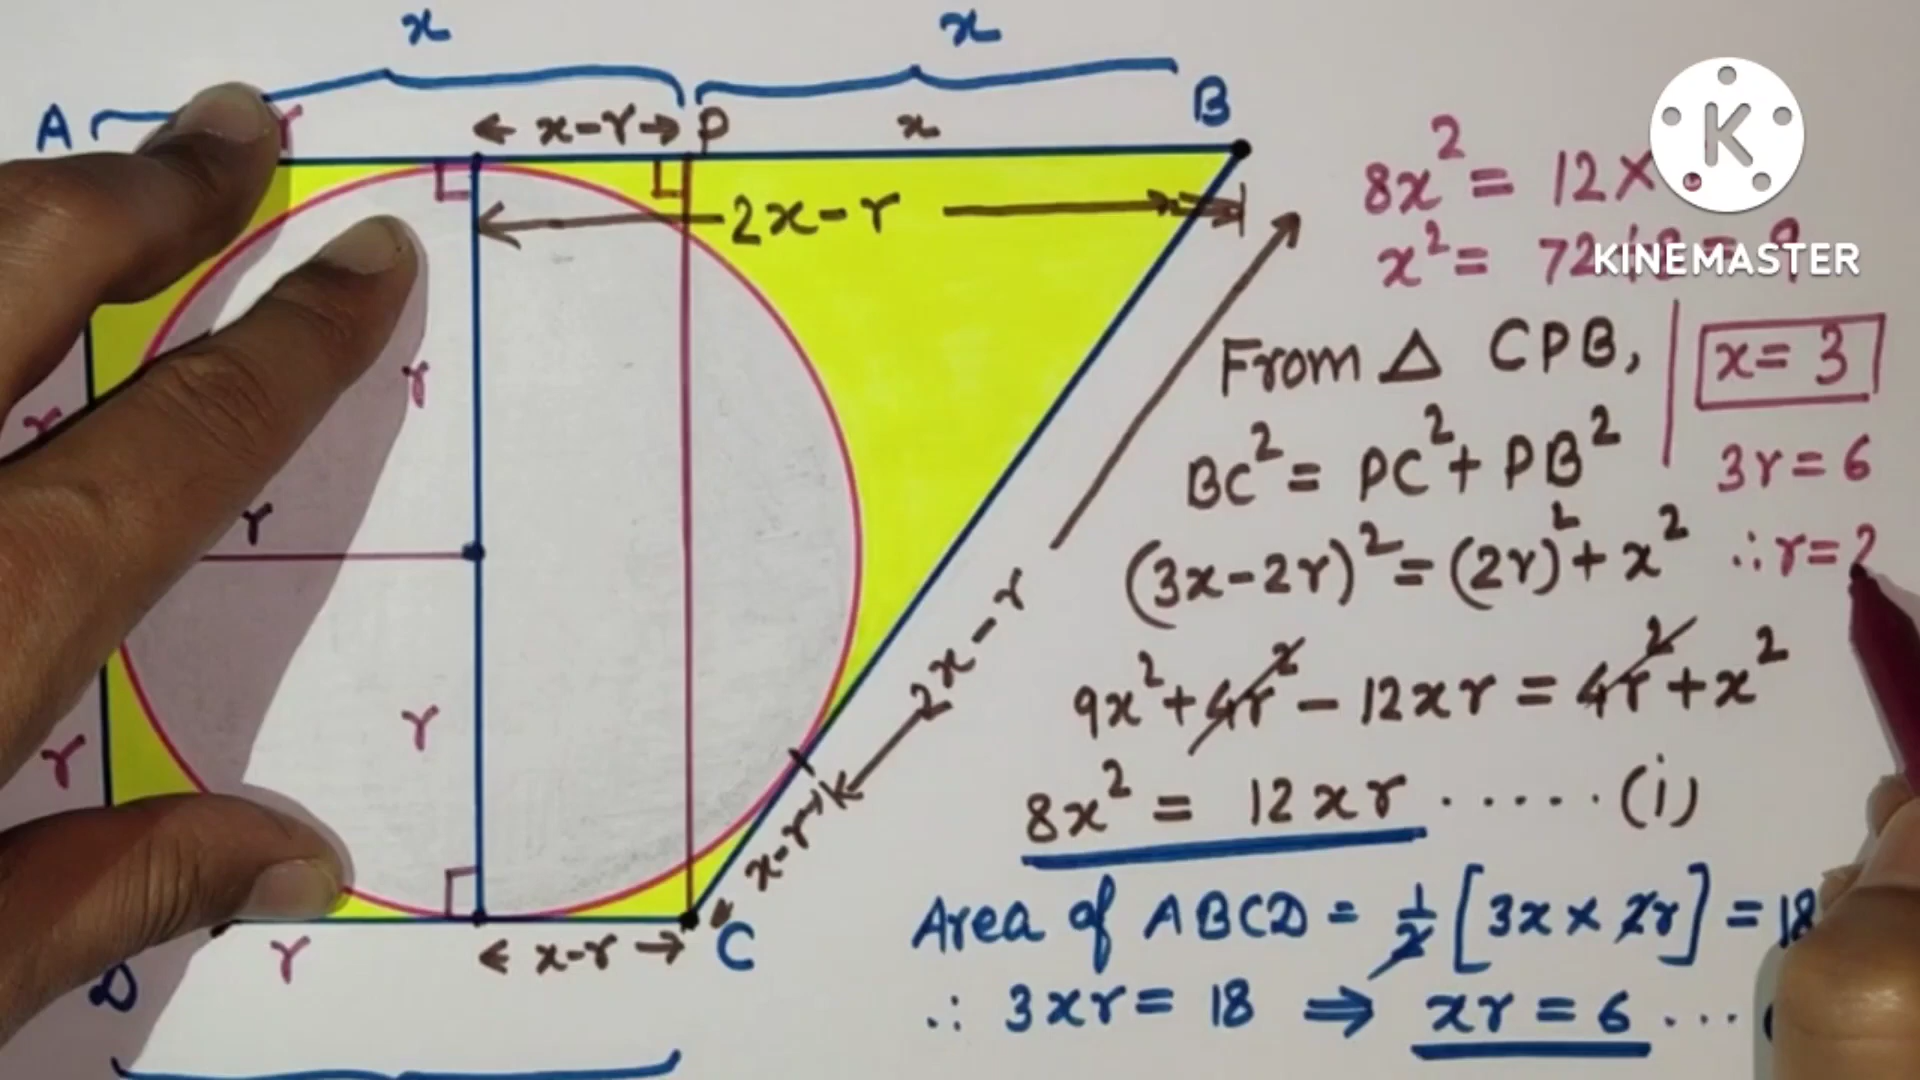 x
x
A
r
← x-r →
P
x
B
← 2x-r →
r
r
r
r
r
r
D
← x-r →
C
x-r
2x-r
8x² = 12 x
x² = 72
K
KINEMASTER
From Δ CPB,
x = 3
BC² = PC² + PB²
3r = 6
(3x-2r)² = (2r)² + x²
∴ r = 2
9x² + 4r² - 12xr = 4r² + x²
8x² = 12xr ..... (i)
Area of ABCD = 1/2 [3x × 2r] = 18
∴ 3xr = 18 ⇒ xr = 6 ...